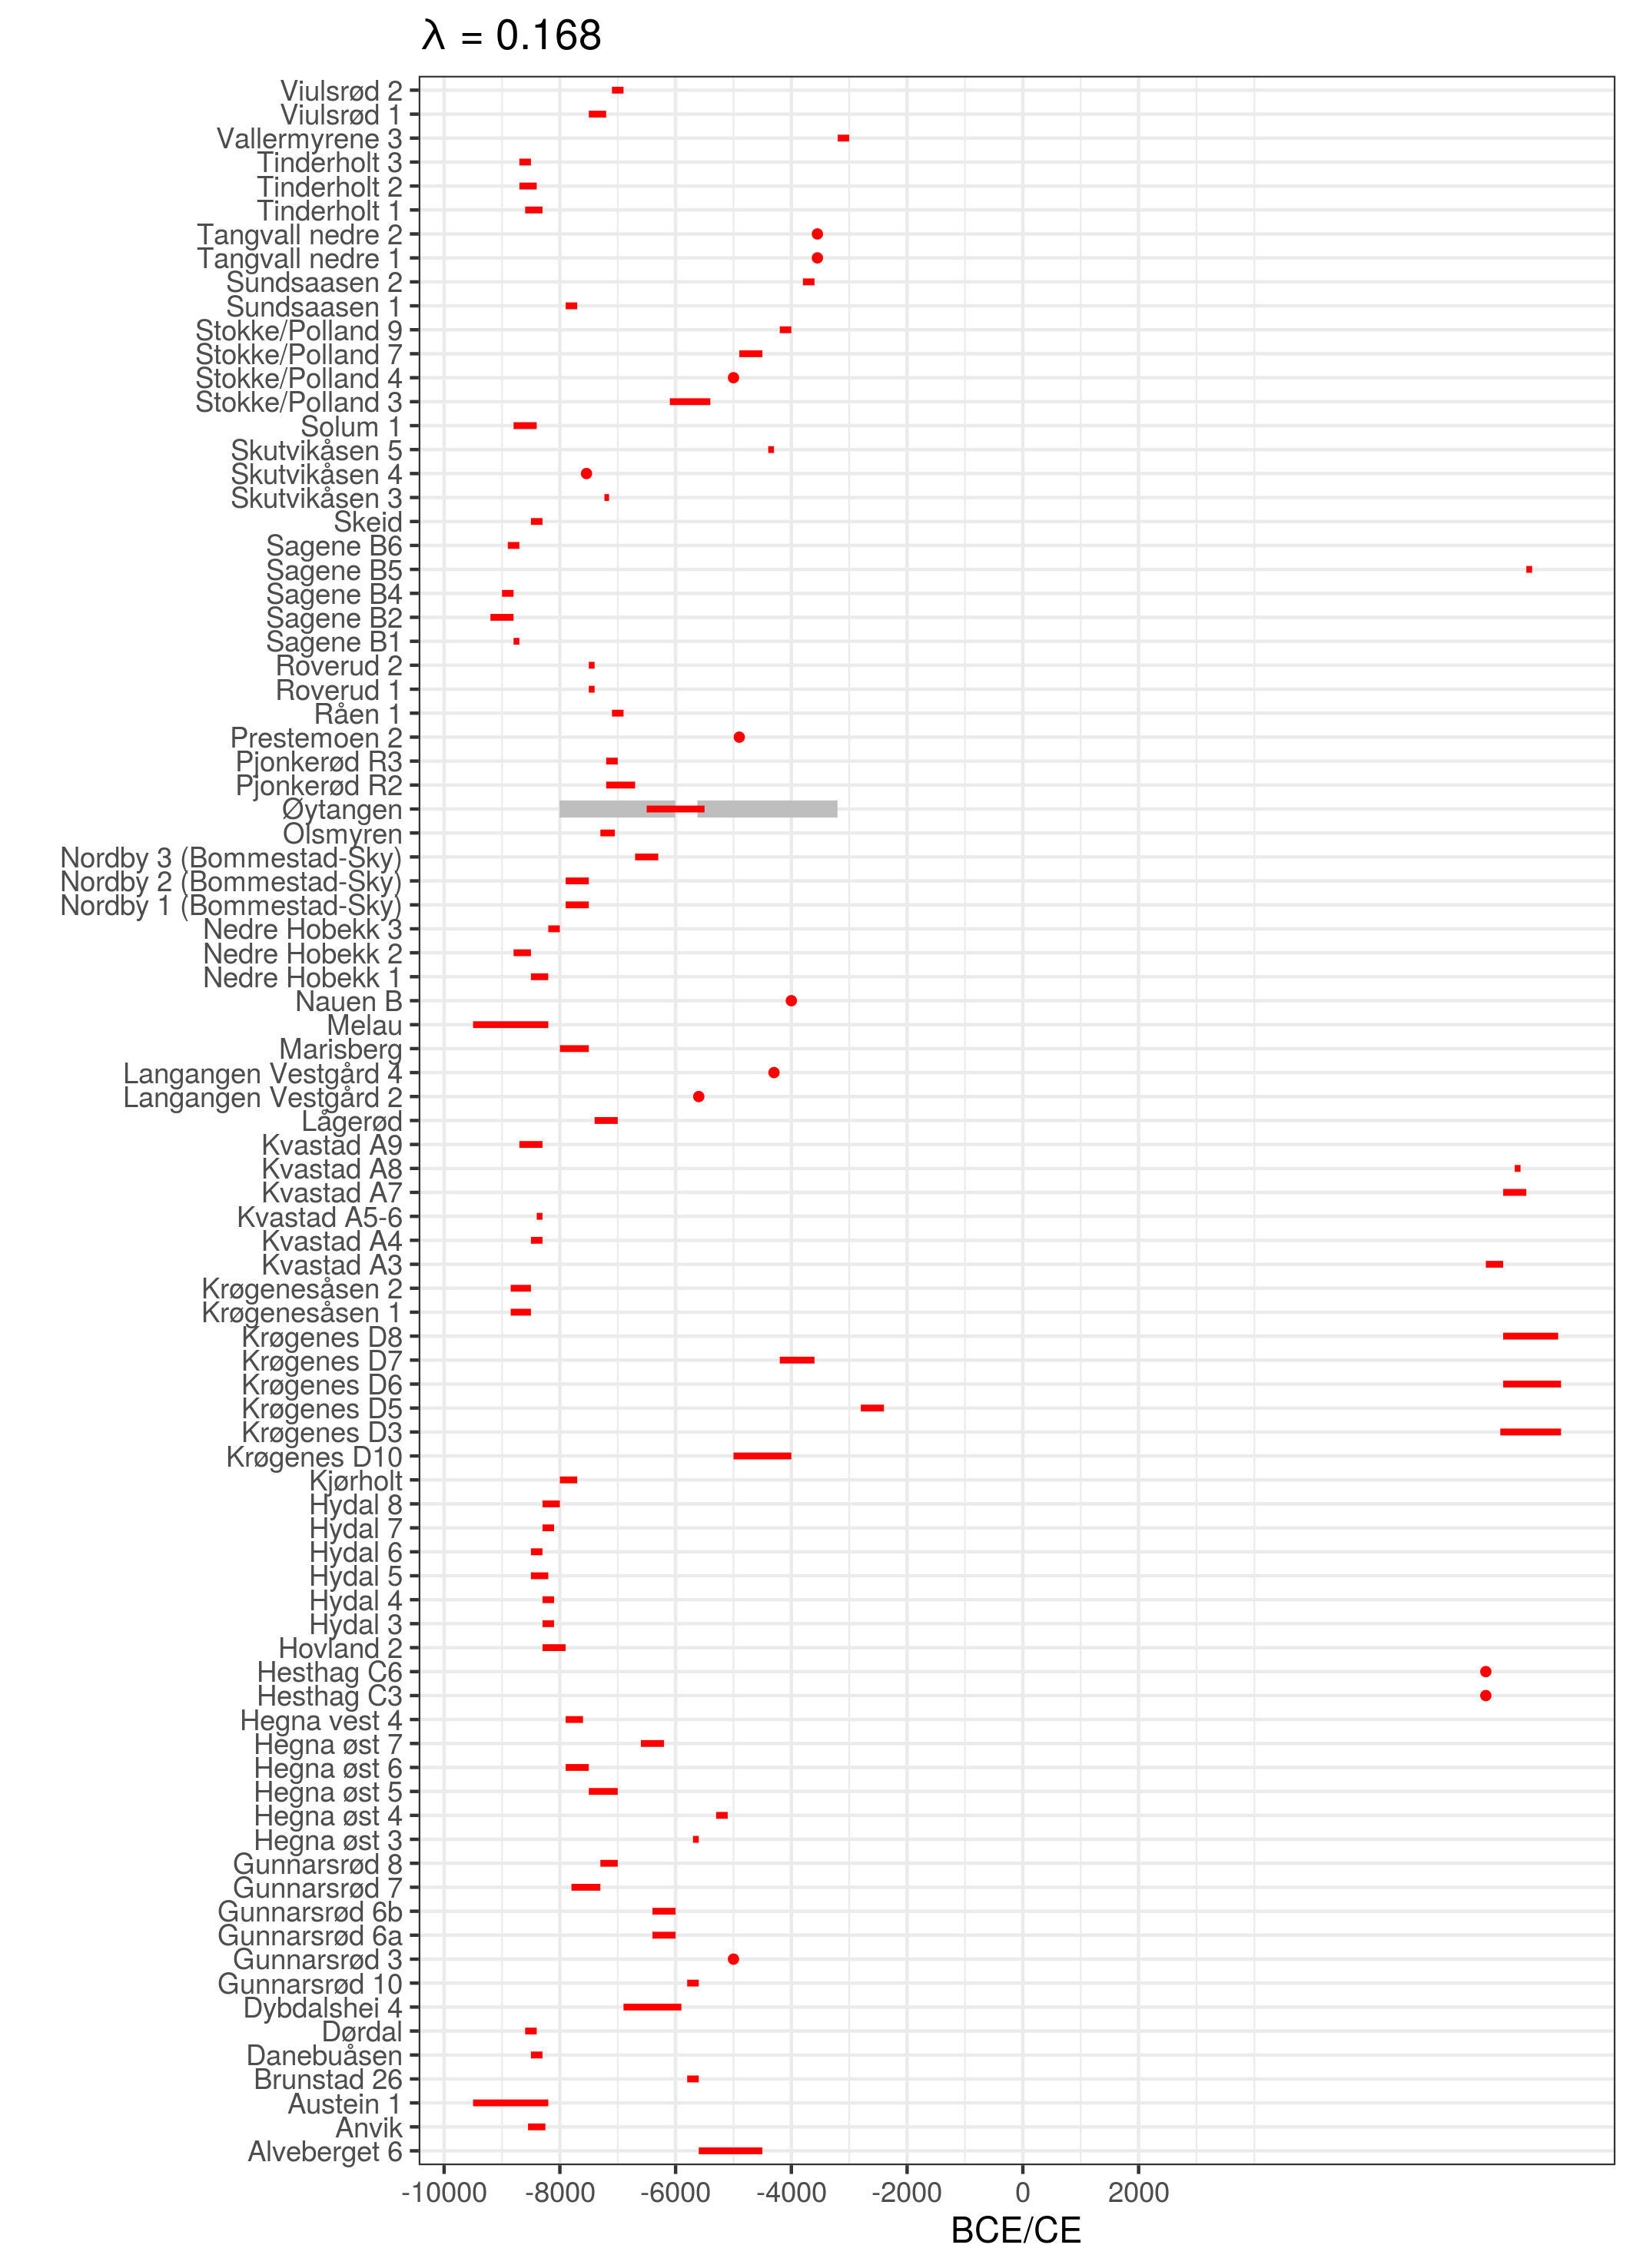 λ = 0.168
Viulsrød 2
Viulsrød 1
Vallermyrene 3
Tinderholt 3
Tinderholt 2
Tinderholt 1
Tangvall nedre 2
Tangvall nedre 1
Sundsaasen 2
Sundsaasen 1
Stokke/Polland 9
Stokke/Polland 7
Stokke/Polland 4
Stokke/Polland 3
Solum 1
Skutvikåsen 5
Skutvikåsen 4
Skutvikåsen 3
Skeid
Sagene B6
Sagene B5
Sagene B4
Sagene B2
Sagene B1
Roverud 2
Roverud 1
Råen 1
Prestemoen 2
Pjonkerød R3
Pjonkerød R2
Øytangen
Olsmyren
Nordby 3 (Bommestad-Sky)
Nordby 2 (Bommestad-Sky)
Nordby 1 (Bommestad-Sky)
Nedre Hobekk 3
Nedre Hobekk 2
Nedre Hobekk 1
Nauen B
Melau
Marisberg
Langangen Vestgård 4
Langangen Vestgård 2
Lågerød
Kvastad A9
Kvastad A8
Kvastad A7
Kvastad A5-6
Kvastad A4
Kvastad A3
Krøgenesåsen 2
Krøgenesåsen 1
Krøgenes D8
Krøgenes D7
Krøgenes D6
Krøgenes D5
Krøgenes D3
Krøgenes D10
Kjørholt
Hydal 8
Hydal 7
Hydal 6
Hydal 5
Hydal 4
Hydal 3
Hovland 2
Hesthag C6
Hesthag C3
Hegna vest 4
Hegna øst 7
Hegna øst 6
Hegna øst 5
Hegna øst 4
Hegna øst 3
Gunnarsrød 8
Gunnarsrød 7
Gunnarsrød 6b
Gunnarsrød 6a
Gunnarsrød 3
Gunnarsrød 10
Dybdalshei 4
Dørdal
Danebuåsen
Brunstad 26
Austein 1
Anvik
Alveberget 6
-10000 -8000 -6000 -4000 -2000 0 2000
BCE/CE